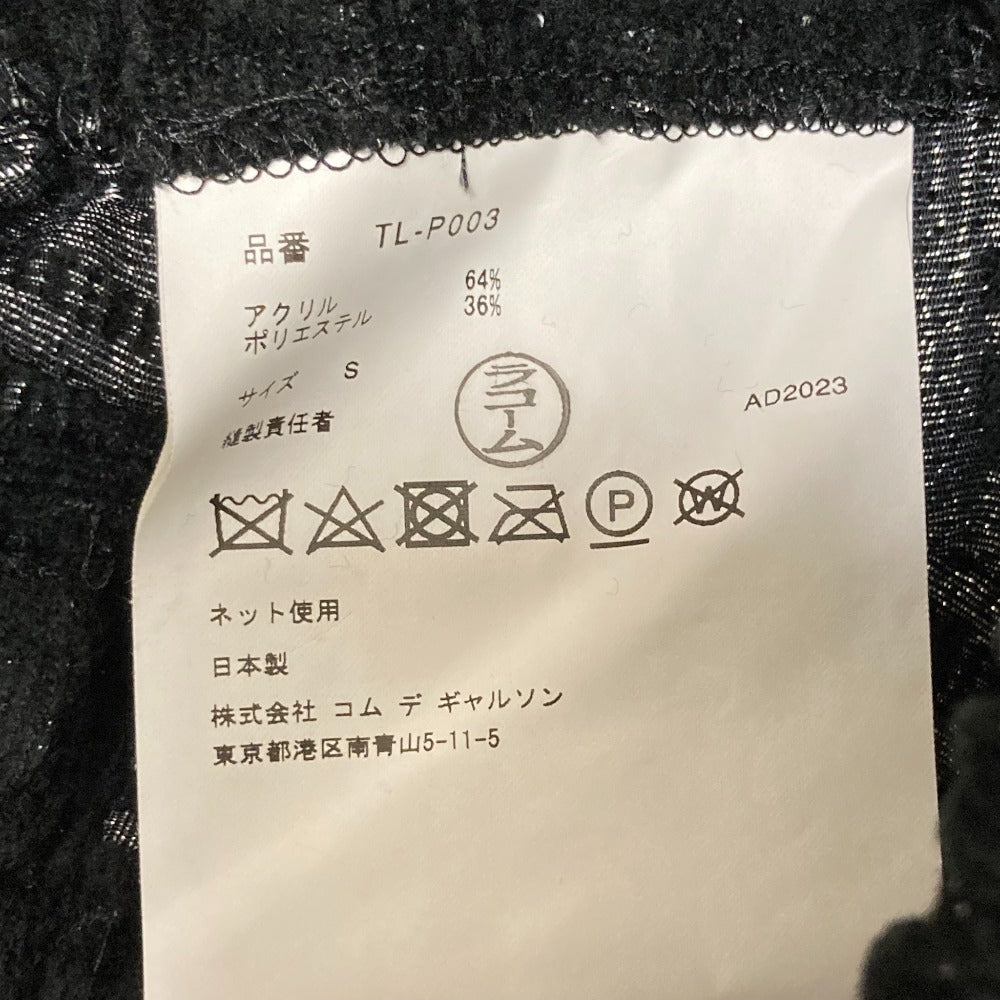 品番 TL-P003
アクリル 64%
ポリエステル 36%
サイズ S
縫製責任者 ラコーム
AD2023
P W
ネット使用
日本製
株式会社 コム デ ギャルソン
東京都港区南青山5-11-5